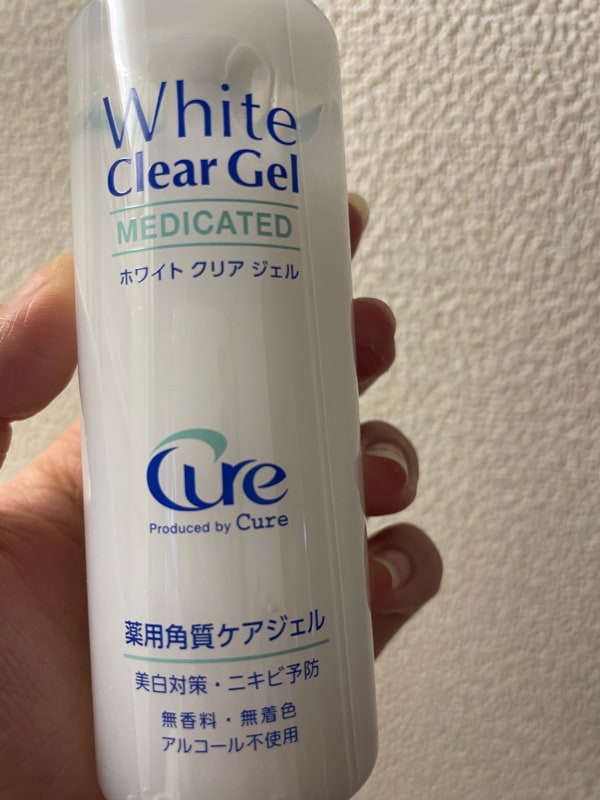 White
Clear Gel
MEDICATED
ホワイト クリア ジェル
Cure
Produced by Cure
薬用角質ケアジェル
美白対策・ニキビ予防
無香料・無着色
アルコール不使用